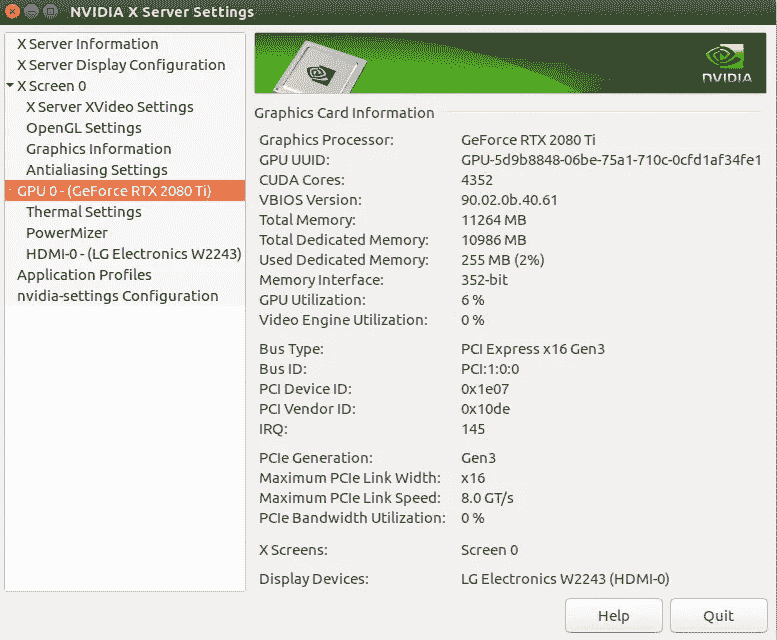 NVIDIA X Server Settings
X Server Information
X Server Display Configuration
X Screen 0
X Server XVideo Settings
OpenGL Settings
Graphics Information
Antialiasing Settings
GPU 0 - (GeForce RTX 2080 Ti)
Thermal Settings
PowerMizer
HDMI-0 - (LG Electronics W2243)
Application Profiles
nvidia-settings Configuration
NVIDIA
Graphics Card Information
Graphics Processor: GeForce RTX 2080 Ti
GPU UUID: GPU-5d9b8848-06be-75a1-710c-0cfd1af34fe1
CUDA Cores: 4352
VBIOS Version: 90.02.0b.40.61
Total Memory: 11264 MB
Total Dedicated Memory: 10986 MB
Used Dedicated Memory: 255 MB (2%)
Memory Interface: 352-bit
GPU Utilization: 6 %
Video Engine Utilization: 0 %
Bus Type: PCI Express x16 Gen3
Bus ID: PCI:1:0:0
PCI Device ID: 0x1e07
PCI Vendor ID: 0x10de
IRQ: 145
PCIe Generation: Gen3
Maximum PCIe Link Width: x16
Maximum PCIe Link Speed: 8.0 GT/s
PCIe Bandwidth Utilization: 0 %
X Screens: Screen 0
Display Devices: LG Electronics W2243 (HDMI-0)
Help Quit